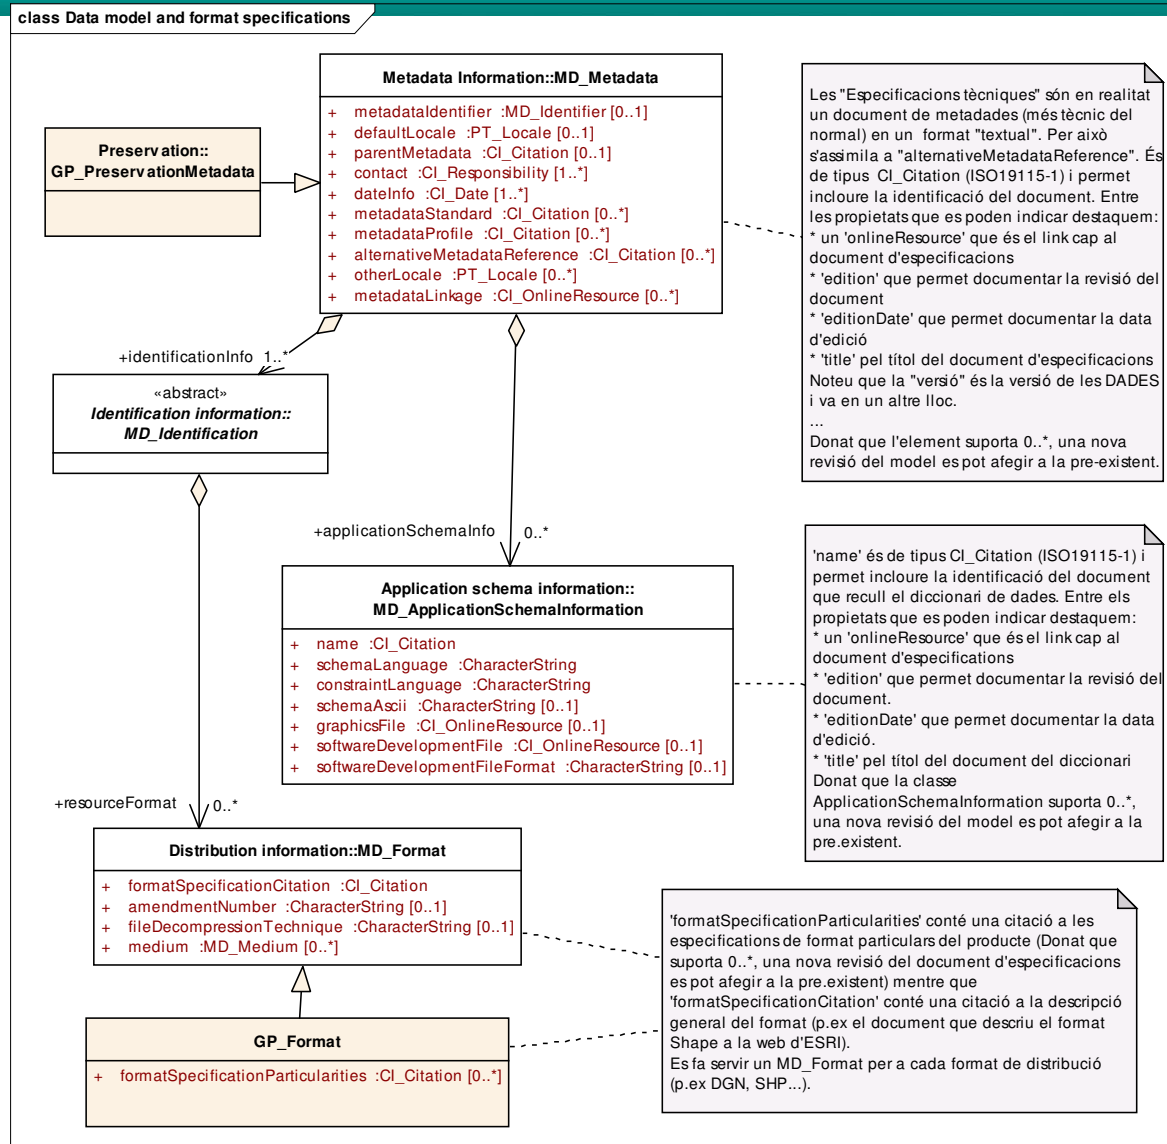 class Data model and format specifications
Metadata Information::MD_Metadata
+ metadataIdentifier :MD_Identifier [0..1]
+ defaultLocale :PT_Locale [0..1]
+ parentMetadata :CI_Citation [0..1]
+ contact :CI_Responsibility [1..*]
+ dateInfo :CI_Date [1..*]
+ metadataStandard :CI_Citation [0..*]
+ metadataProfile :CI_Citation [0..*]
+ alternativeMetadataReference :CI_Citation [0..*]
+ otherLocale :PT_Locale [0..*]
+ metadataLinkage :CI_OnlineResource [0..*]
Preservation::
GP_PreservationMetadata
Les "Especificacions tècniques" són en realitat
un document de metadades (més tècnic del
normal) en un format "textual". Per això
s'assimila a "alternativeMetadataReference". És
de tipus CI_Citation (ISO19115-1) i permet
incloure la identificació del document. Entre
les propietats que es poden indicar destaquem:
* un 'onlineResource' que és el link cap al
document d'especificacions
* 'edition' que permet documentar la revisió del
document
* 'editionDate' que permet documentar la data
d'edició
* 'title' pel títol del document d'especificacions
Noteu que la "versió" és la versió de les DADES
i va en un altre lloc.
...
Donat que l'element suporta 0..*, una nova
revisió del model es pot afegir a la pre-existent.
+identificationInfo 1..*
«abstract»
Identification information::
MD_Identification
+applicationSchemaInfo 0..*
Application schema information::
MD_ApplicationSchemaInformation
+ name :CI_Citation
+ schemaLanguage :CharacterString
+ constraintLanguage :CharacterString
+ schemaAscii :CharacterString [0..1]
+ graphicsFile :CI_OnlineResource [0..1]
+ softwareDevelopmentFile :CI_OnlineResource [0..1]
+ softwareDevelopmentFileFormat :CharacterString [0..1]
'name' és de tipus CI_Citation (ISO19115-1) i
permet incloure la identificació del document
que recull el diccionari de dades. Entre els
propietats que es poden indicar destaquem:
* un 'onlineResource' que és el link cap al
document d'especifications
* 'edition' que permet documentar la revisió del
document.
* 'editionDate' que permet documentar la data
d'edició.
* 'title' pel títol del document del diccionari
Donat que la classe
ApplicationSchemaInformation suporta 0..*,
una nova revisió del model es pot afegir a la
pre.existent.
+resourceFormat 0..*
Distribution information::MD_Format
+ formatSpecificationCitation :CI_Citation
+ amendmentNumber :CharacterString [0..1]
+ fileDecompressionTechnique :CharacterString [0..1]
+ medium :MD_Medium [0..*]
GP_Format
+ formatSpecificationParticularities :CI_Citation [0..*]
'formatSpecificationParticularities' conté una citació a les
especifications de format particulars del producte (Donat que
suporta 0..*, una nova revisió del document d'especificacions
es pot afegir a la pre.existent) mentre que
'formatSpecificationCitation' conté una citació a la descripció
general del format (p.ex el document que descriu el format
Shape a la web d'ESRI).
Es fa servir un MD_Format per a cada format de distribució
(p.ex DGN, SHP...).